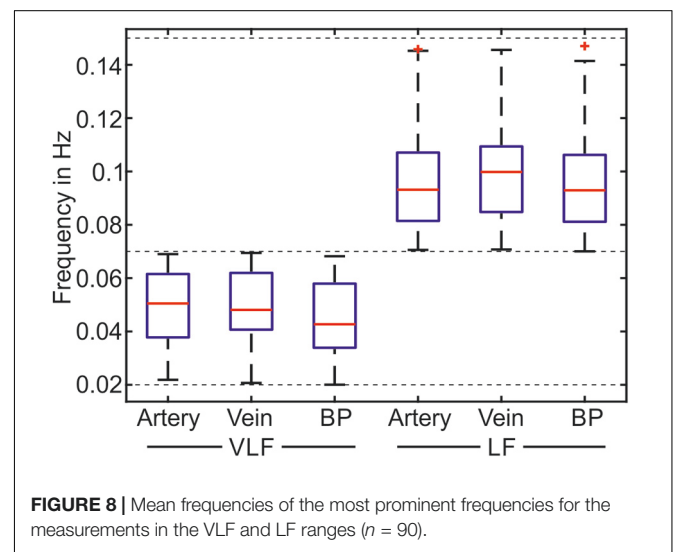 0.14
0.12
0.1
0.08
0.06
0.04
0.02
Frequency in Hz
Artery Vein BP Artery Vein BP
VLF LF
FIGURE 8 | Mean frequencies of the most prominent frequencies for the
measurements in the VLF and LF ranges (n = 90).